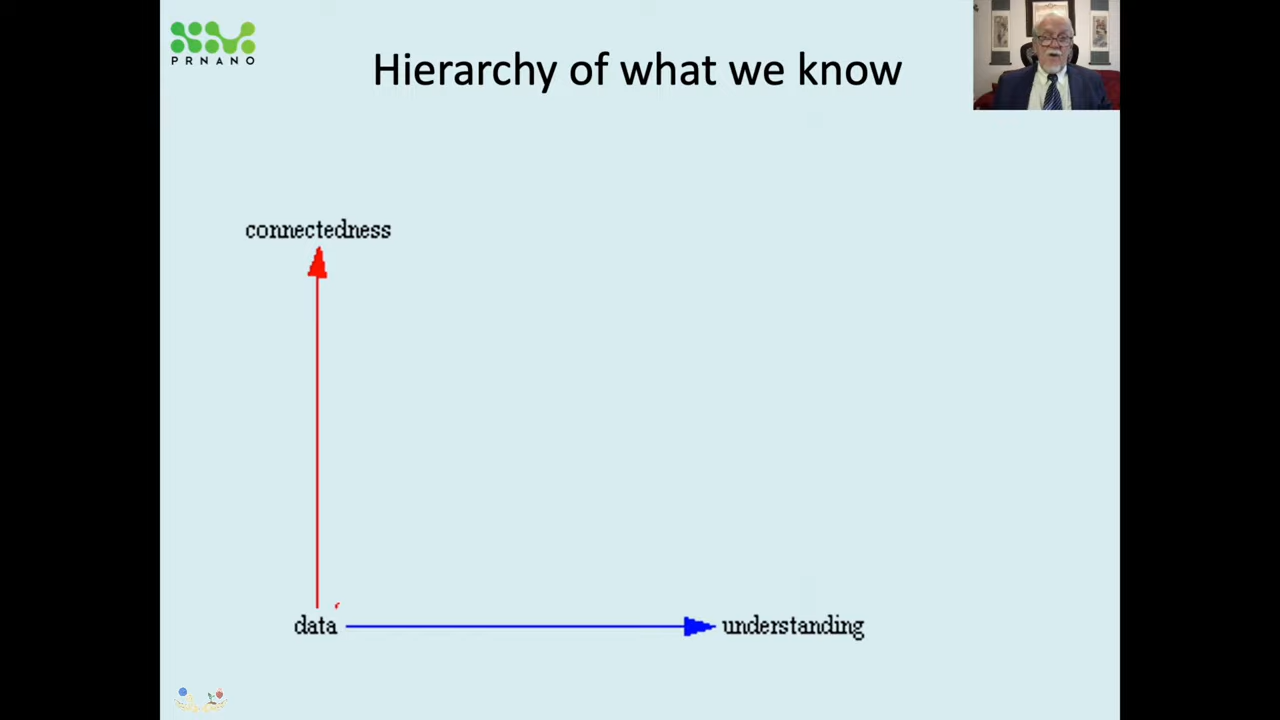 PRNANO
Hierarchy of what we know
connectedness
data
understanding